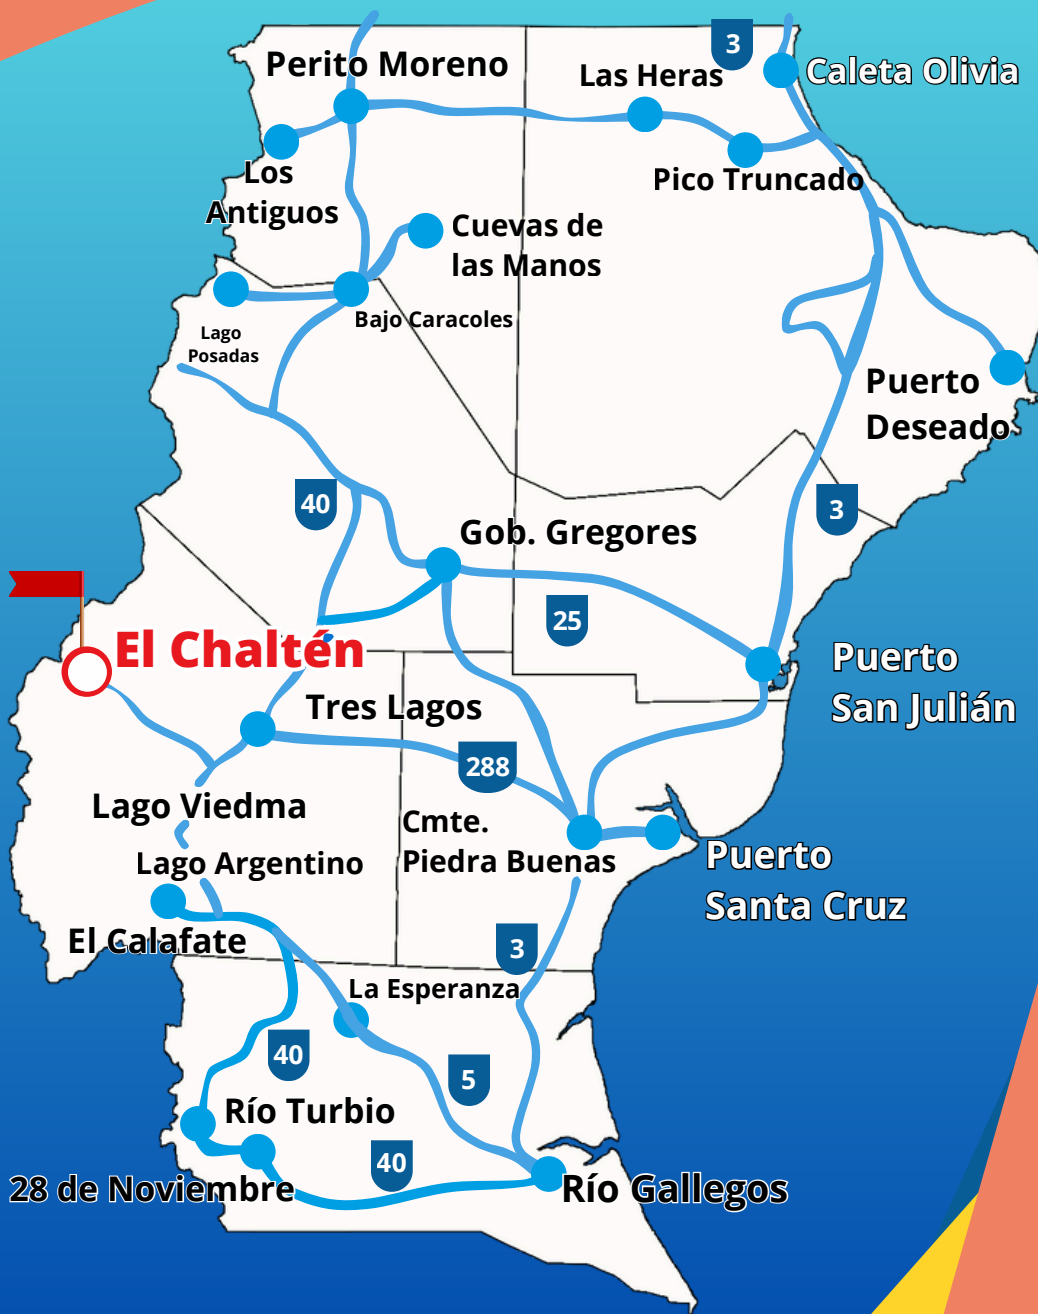 3
Perito Moreno
Las Heras
Caleta Olivia
Los
Antiguos
Pico Truncado
Cuevas de
las Manos
Bajo Caracoles
Lago
Posadas
Puerto
Deseado
40
3
Gob. Gregores
25
El Chaltén
Puerto
San Julián
Tres Lagos
288
Lago Viedma
Cmte.
Piedra Buenas
Lago Argentino
Puerto
Santa Cruz
El Calafate
3
La Esperanza
40
5
Río Turbio
40
28 de Noviembre
Río Gallegos